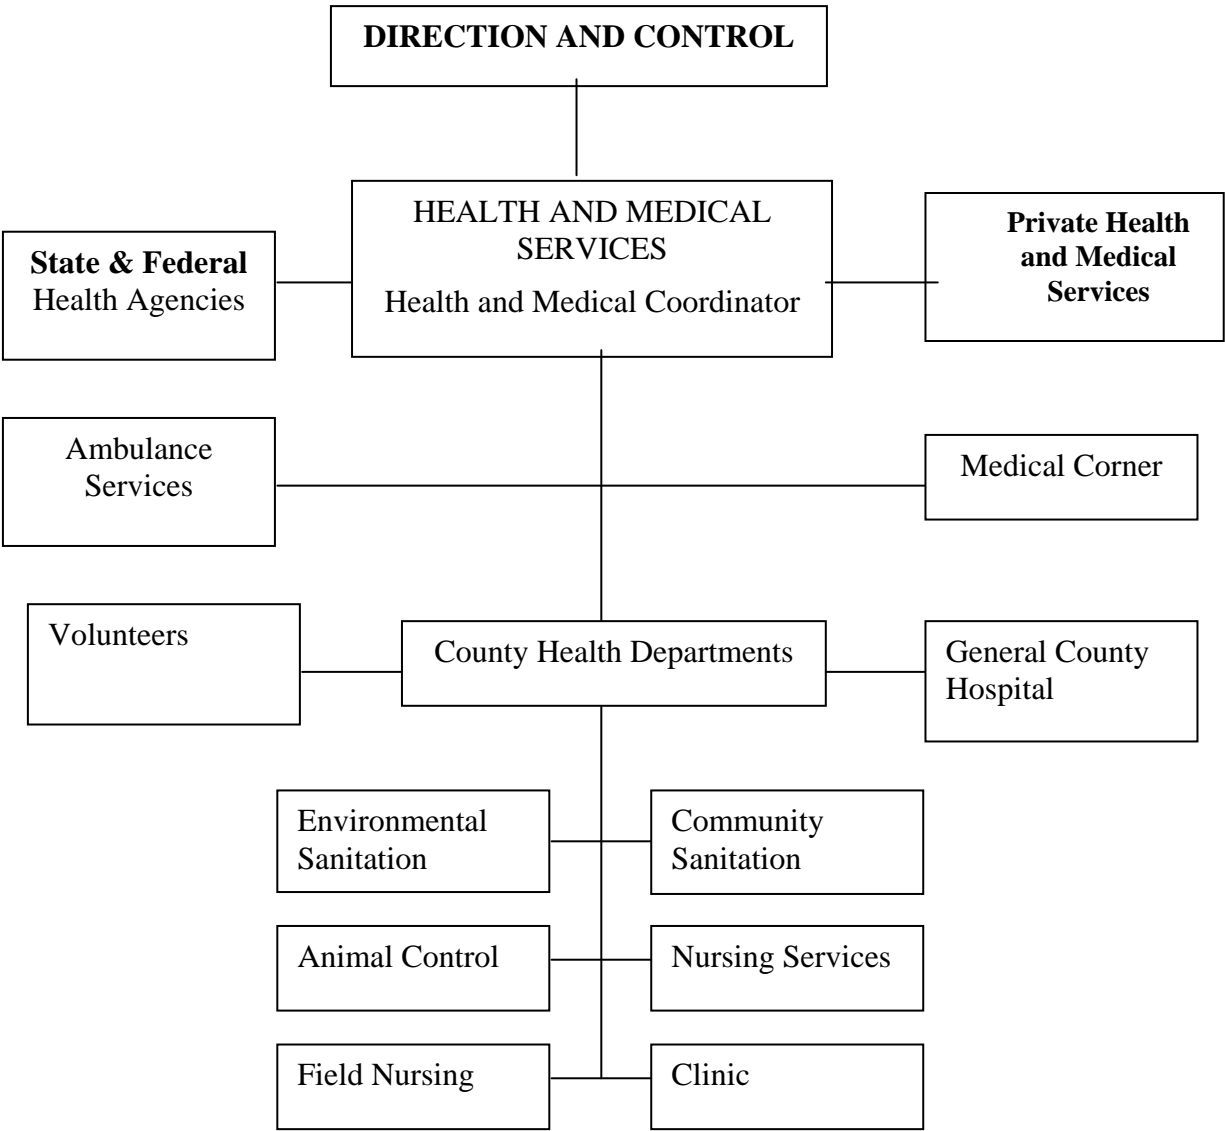 DIRECTION AND CONTROL
HEALTH AND MEDICAL
SERVICES
Health and Medical Coordinator
State & Federal
Health Agencies
Private Health
and Medical
Services
Ambulance
Services
Medical Corner
Volunteers
County Health Departments
General County
Hospital
Environmental
Sanitation
Community
Sanitation
Animal Control
Nursing Services
Field Nursing
Clinic